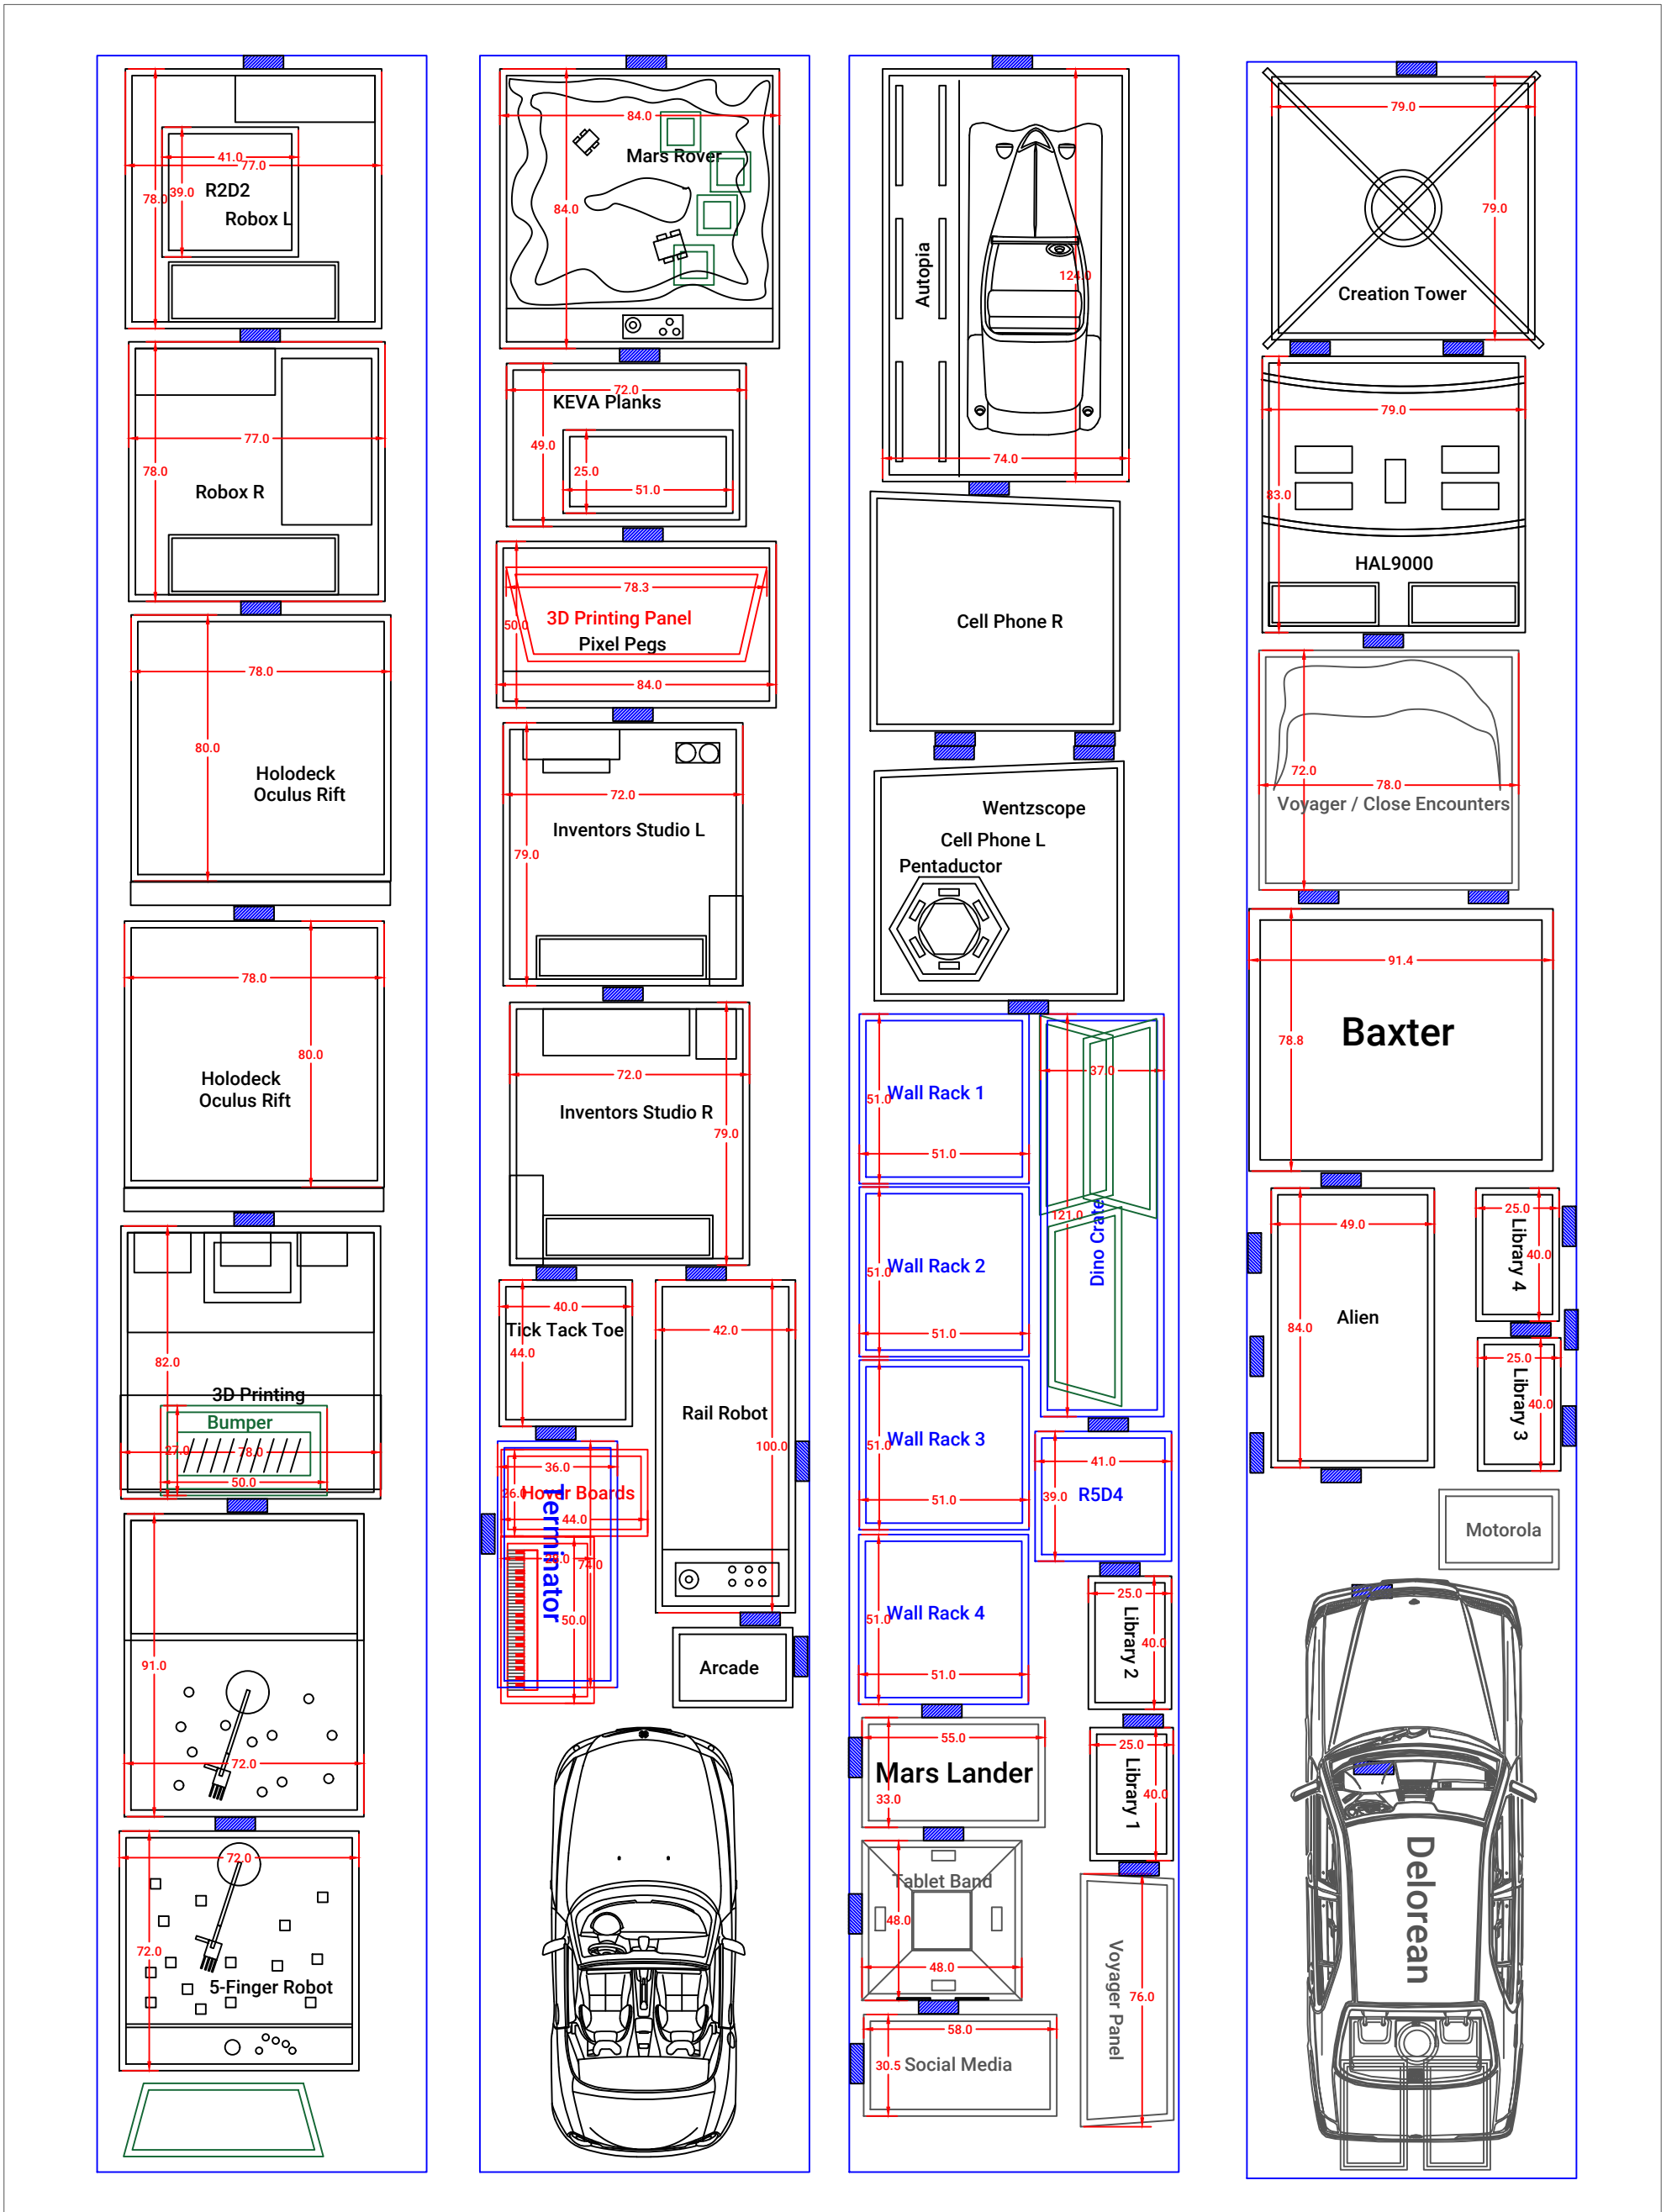 41.0
77.0
39.0
78.0
R2D2
Robox L
77.0
78.0
Robox R
78.0
80.0
Holodeck
Oculus Rift
78.0
80.0
Holodeck
Oculus Rift
82.0
3D Printing
Bumper
27.0
78.0
50.0
91.0
72.0
72.0
72.0
5-Finger Robot
84.0
Mars Rover
84.0
72.0
KEVA Planks
49.0
25.0
51.0
78.3
50.0
3D Printing Panel
Pixel Pegs
84.0
72.0
Inventors Studio L
79.0
72.0
Inventors Studio R
79.0
40.0
Tick Tack Toe
44.0
42.0
Rail Robot
100.0
36.0
26.0
Hover Boards
44.0
Terminator
74.0
50.0
Arcade
Autopia
124.0
74.0
Cell Phone R
Wentzscope
Cell Phone L
Pentaductor
Wall Rack 1
51.0
51.0
37.0
121.0
Dino Crate
Wall Rack 2
51.0
51.0
Wall Rack 3
51.0
51.0
41.0
39.0
R5D4
Wall Rack 4
51.0
51.0
25.0
Library 2
40.0
55.0
Mars Lander
33.0
25.0
Library 1
40.0
Tablet Band
48.0
48.0
Voyager Panel
76.0
58.0
30.5
Social Media
79.0
79.0
Creation Tower
79.0
83.0
HAL9000
72.0
78.0
Voyager / Close Encounters
91.4
Baxter
78.8
49.0
Alien
84.0
25.0
Library 4
40.0
25.0
Library 3
40.0
Motorola
Delorean